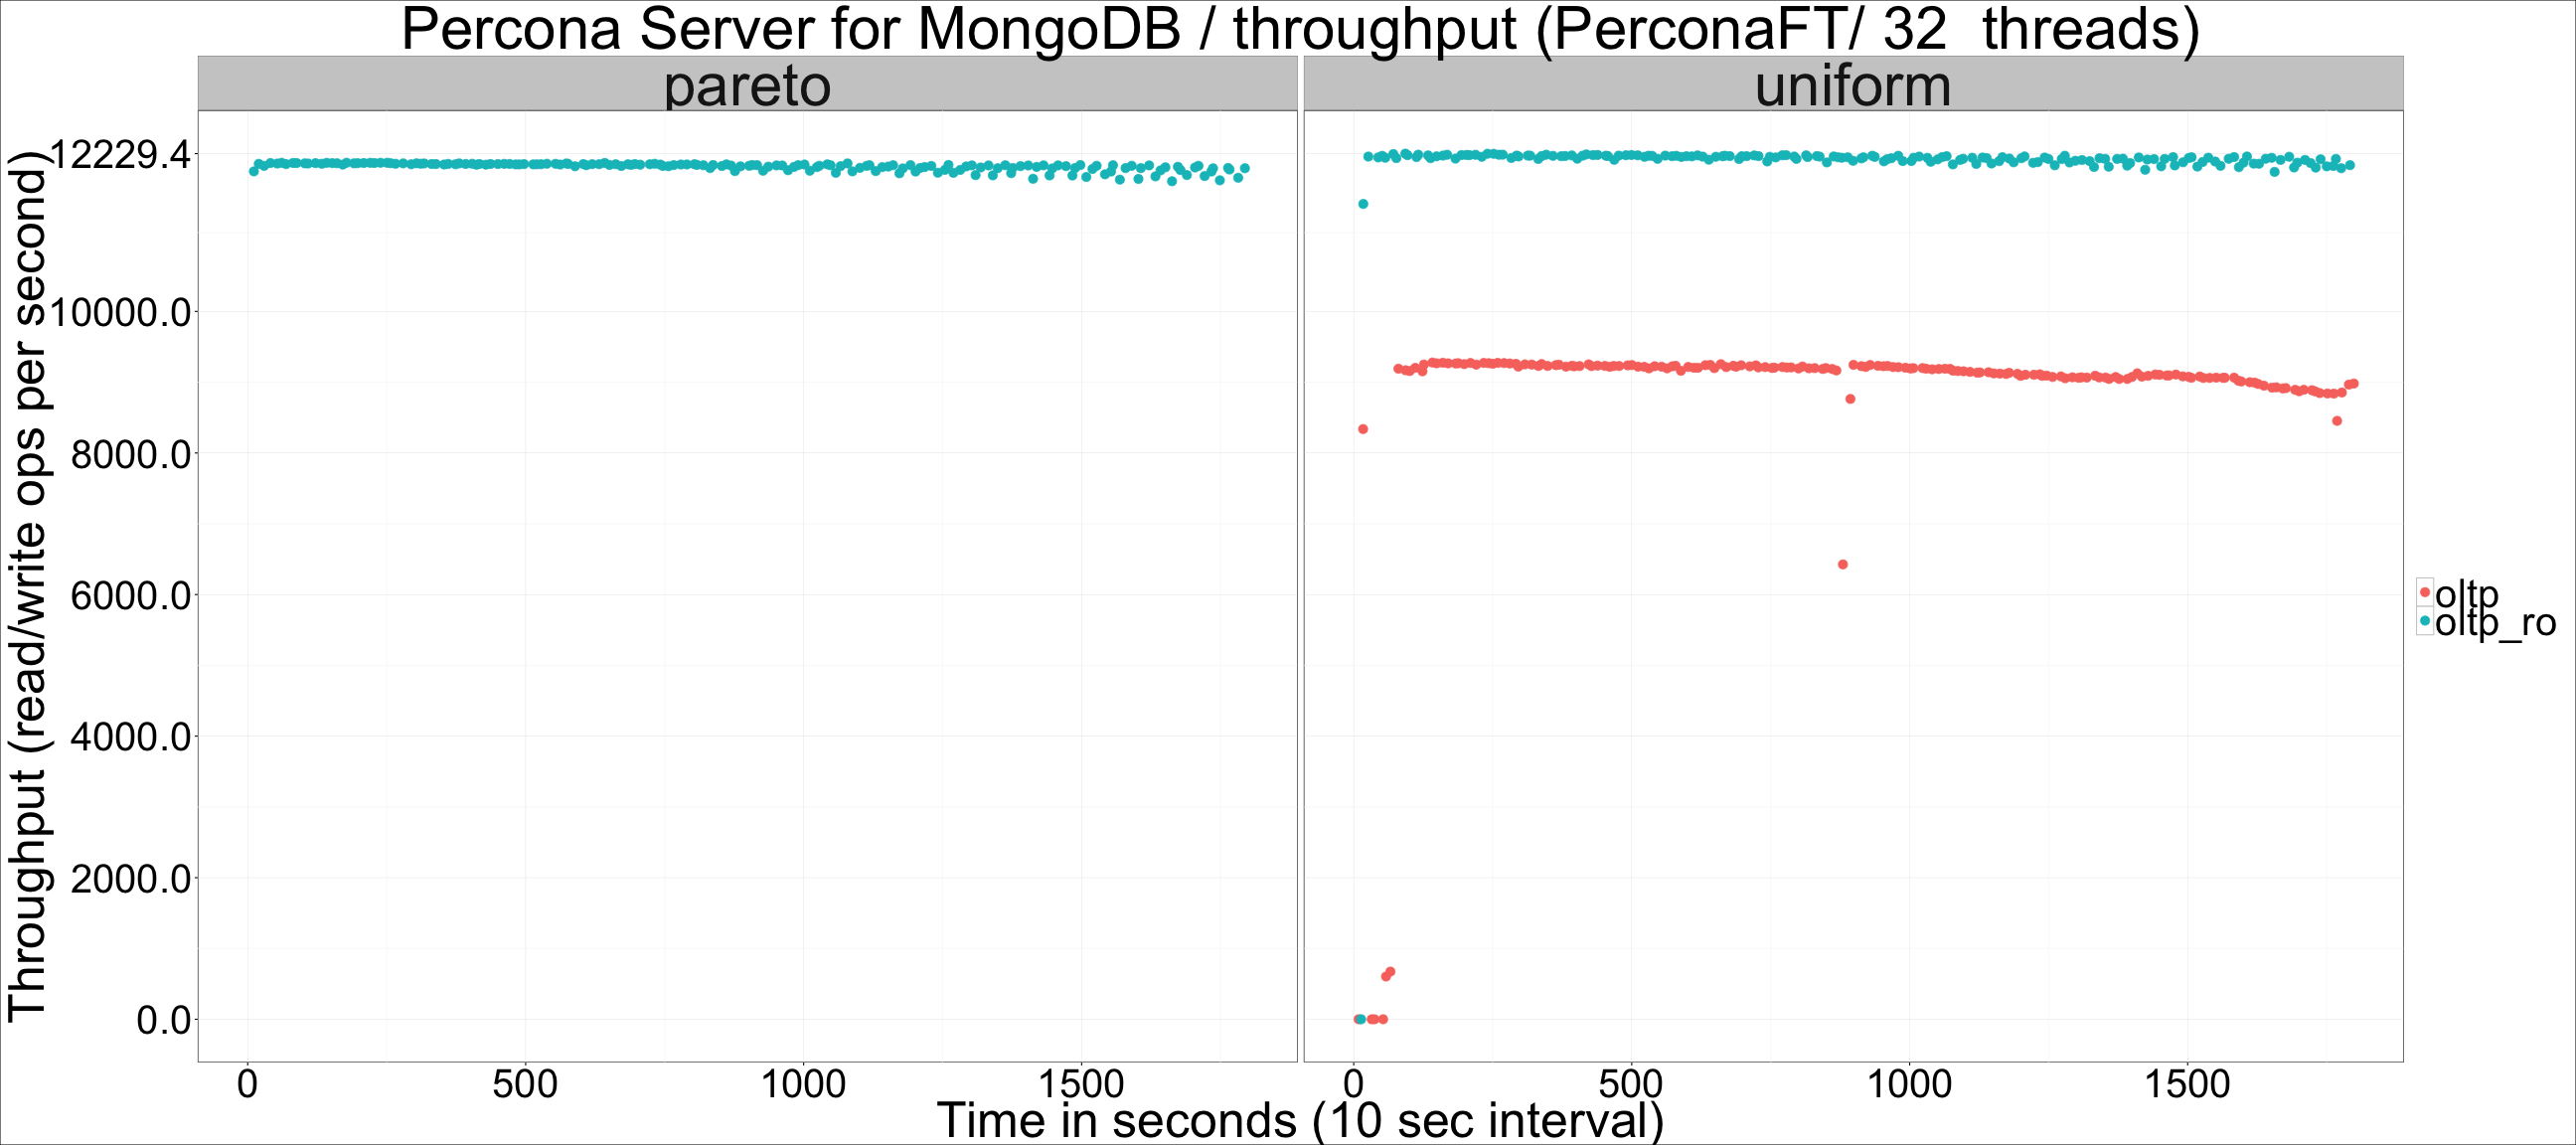 Percona Server for MongoDB / throughput (PerconaFT/ 32  threads)
pareto
uniform
Throughput (read/write ops per second)
12229.4
10000.0
8000.0
6000.0
4000.0
2000.0
0.0
0 500 1000 1500
0 500 1000 1500
Time in seconds (10 sec interval)
oltp
oltp_ro